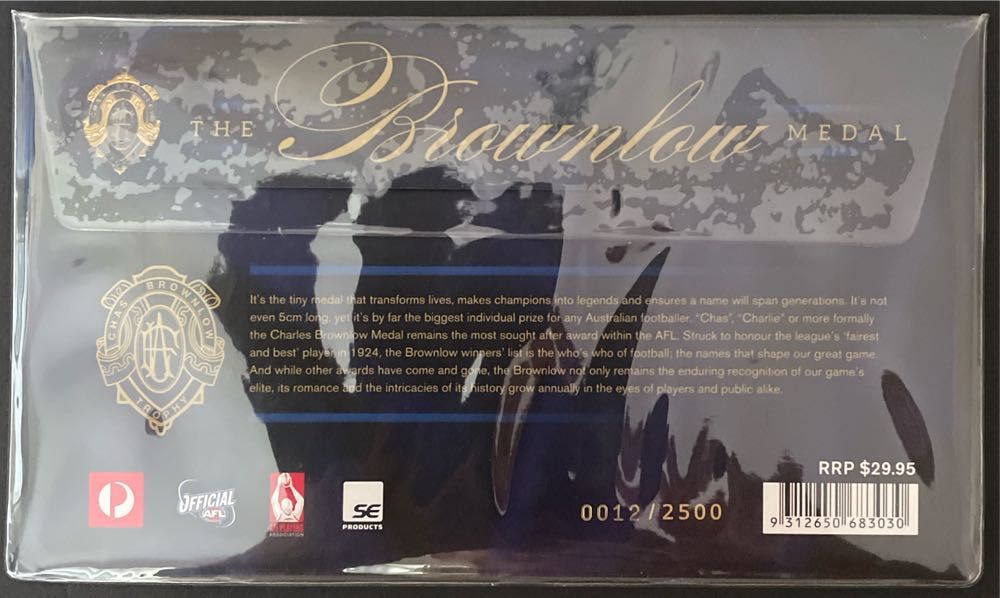 THE Brownlow MEDAL
CHAS BROWNLOW
TROPHY
It's the tiny medal that transforms lives, makes champions into legends and ensures a name will span generations. It's not
even 5cm long, yet it's by far the biggest individual prize for any Australian footballer. "Chas", "Charlie" or more formally
the Charles Brownlow Medal remains the most sought after award within the AFL. Struck to honour the league's 'fairest
and best' player in 1924, the Brownlow winners' list is the who's who of football; the names that shape our great game.
And while other awards have come and gone, the Brownlow not only remains the enduring recognition of our game's
elite, its romance and the intricacies of its history grow annually in the eyes of players and public alike.
RRP $29.95
OFFICIAL
AFL
AFL PLAYERS
ASSOCIATION
SE
PRODUCTS
0012/2500
9 312650 683030